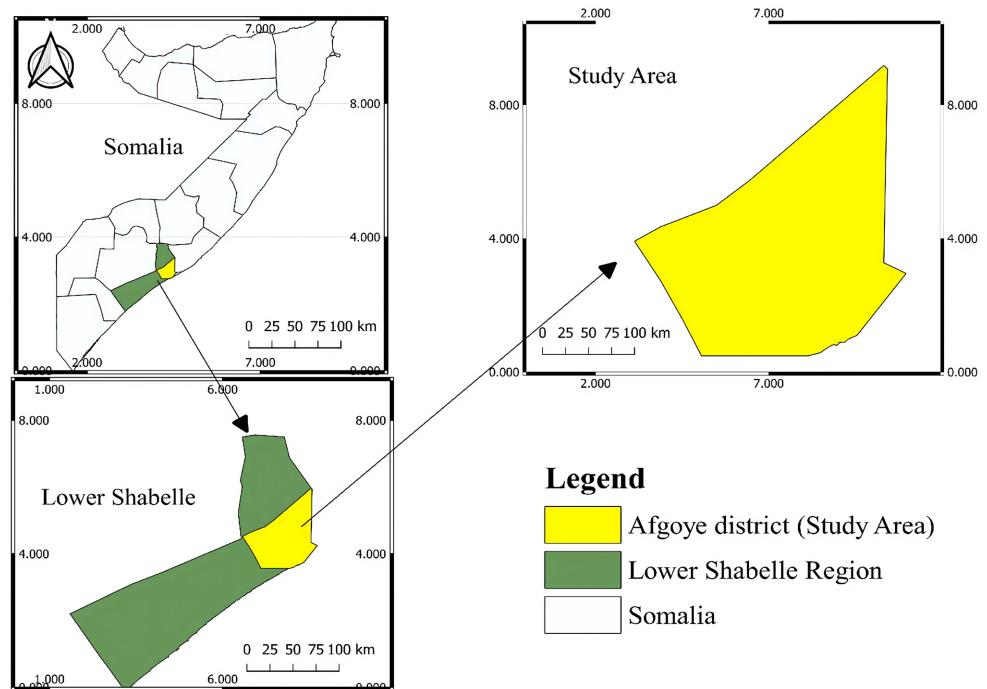 2.000 7.000
8.000 8.000
Somalia
4.000 4.000
0 25 50 75 100 km
0.000 2.000 7.000 0.000
2.000 7.000
Study Area
8.000 8.000
4.000 4.000
0 25 50 75 100 km
0.000 0.000
2.000 7.000
1.000 6.000
8.000 8.000
Lower Shabelle
4.000 4.000
0 25 50 75 100 km
0.000 1.000 6.000 0.000
Legend
Afgoye district (Study Area)
Lower Shabelle Region
Somalia